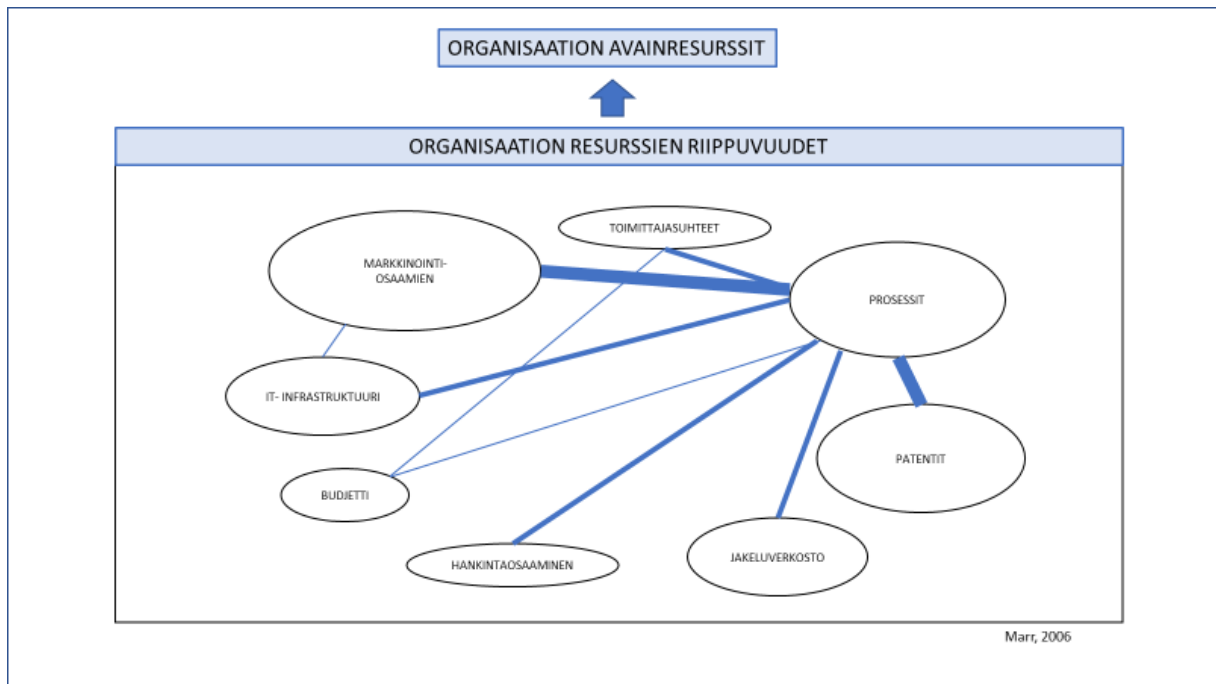 ORGANISAATION AVAINRESURSSIT
ORGANISAATION RESURSSIEN RIIPPUVUUDET
TOIMITTAJASUHTEET
MARKKINOINTI-
OSAAMIEN
PROSESSIT
IT- INFRASTRUKTUURI
PATENTIT
BUDJETTI
HANKINTAOSAAMINEN
JAKELUVERKOSTO
Marr, 2006